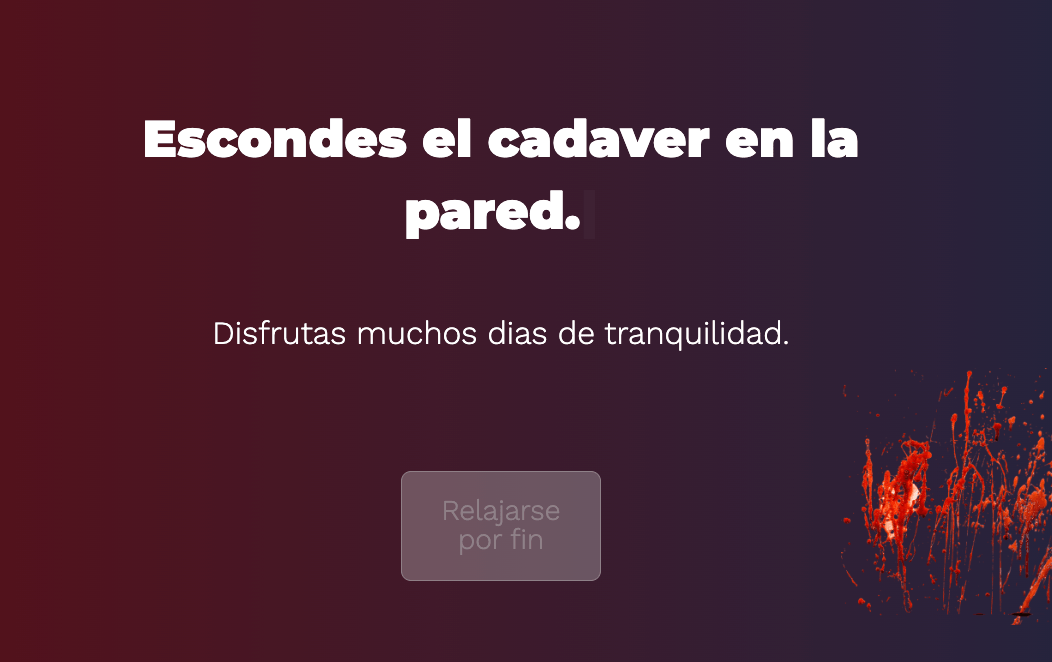 Escondes el cadaver en la
pared.
Disfrutas muchos dias de tranquilidad.
Relajarse
por fin